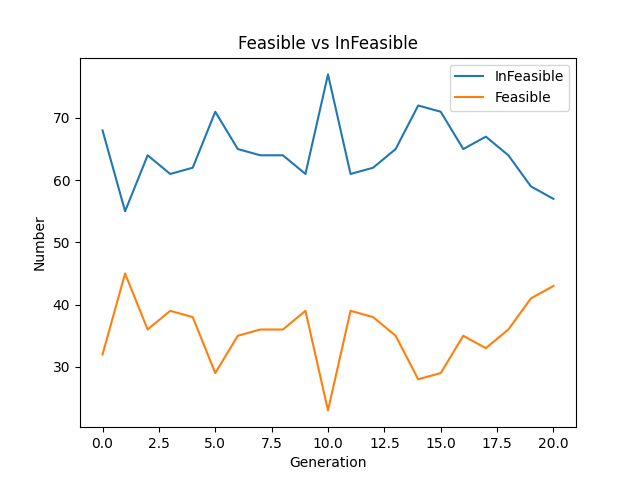 Feasible vs InFeasible
InFeasible
Feasible
70
60
50
40
30
Number
0.0 2.5 5.0 7.5 10.0 12.5 15.0 17.5 20.0
Generation